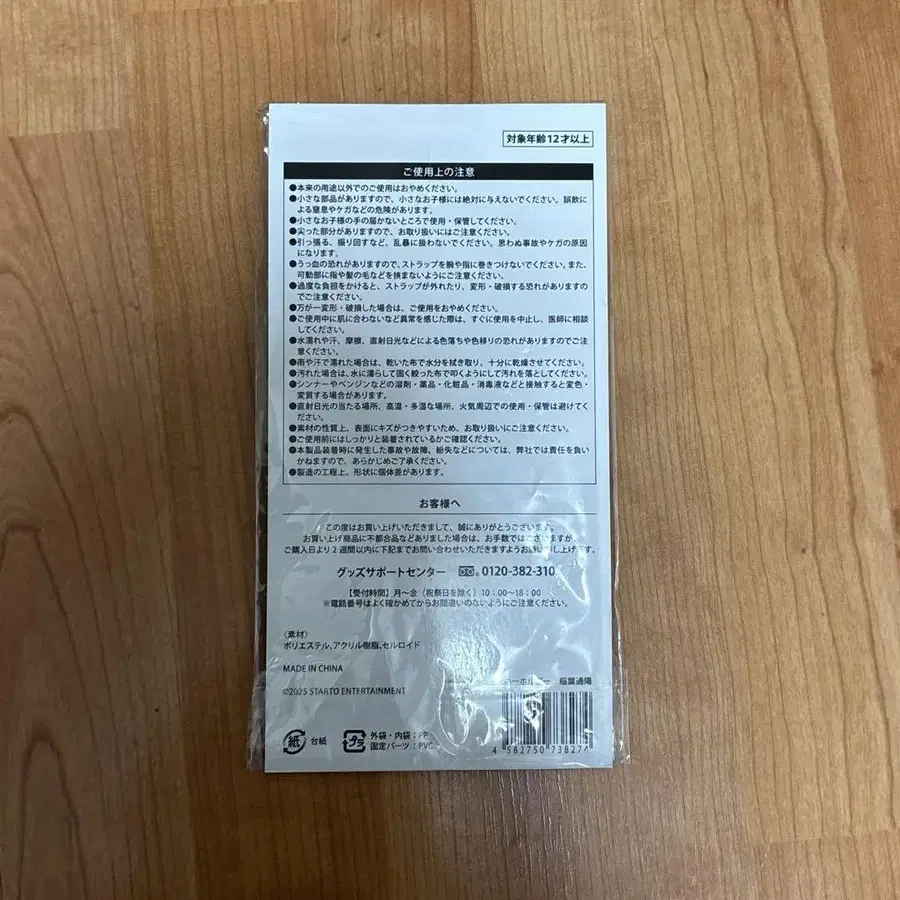 対象年齢12才以上
ご使用上の注意
●本来の用途以外でのご使用はおやめください。
●小さな部品がありますので、小さなお子様には絶対に与えないでください。誤飲に
よる窒息やケガなどの危険があります。
●小さなお子様の手の届かないところで使用・保管してください。
●尖った部分がありますので、お取り扱いにはご注意ください。
●引っ張る、振り回すなど、乱暴に扱わないでください。思わぬ事故やケガの原因
になります。
●うっ血の恐れがありますので、ストラップを腕や指に巻きつけないでください。また、
可動部に指や髪の毛などを挟まないようにご注意ください。
●過度な負担をかけると、ストラップが外れたり、変形・破損する恐れがありますの
でご注意ください。
●万が一変形・破損した場合は、ご使用をおやめください。
●ご使用中に肌に合わないなど異常を感じた際は、すぐに使用を中止し、医師に相談
してください。
●水濡れや汗、摩擦、直射日光などによる色落ちや色移りの恐れがありますのでご注
意ください。
●雨や汗で濡れた場合は、乾いた布で水分を拭き取り、十分に乾燥させてください。
●汚れた場合は、水に濡らして固く絞った布で叩くようにして汚れを落としてください。
●シンナーやベンジンなどの溶剤・薬品・化粧品・消毒液などと接触すると変色・
変質する場合があります。
●直射日光の当たる場所、高温・多湿な場所、火気周辺での使用・保管は避けてく
ださい。
●素材の性質上、表面にキズがつきやすいため、お取り扱いにご注意ください。
●ご使用前にはしっかりと装着されているかご確認ください。
●本製品装着時に発生した事故や故障、紛失などについては、弊社では責任を負い
かねますので、あらかじめご了承ください。
●製造の工程上、形状に個体差があります。
お客様へ
この度はお買い上げいただきまして、誠にありがとうございます。
お買い上げ商品に不都合品などありました場合は、お手数ではございますが、
ご購入日より2週間以内に下記までお問い合わせいただきますようお願い申し上げます。
グッズサポートセンター 0120-382-310
【受付時間】月～金（祝祭日を除く）10：00～18：00
※電話番号はよく確かめてからお間違いのないようにご注意ください。
〈素材〉
ポリエステル、アクリル樹脂、セルロイド
MADE IN CHINA
©2025 STARTO ENTERTAINMENT
稲葉通陽
紙 台紙
プラ 外袋・内袋：PP
固定パーツ：PVC
4 582750 738274